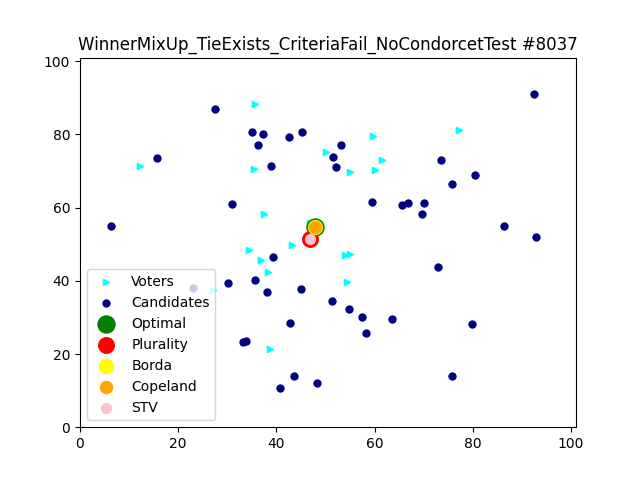 WinnerMixUp_TieExists_CriteriaFail_NoCondorcetTest #8037
100
80
60
40
20
0
Voters
Candidates
Optimal
Plurality
Borda
Copeland
STV
0
20
40
60
80
100